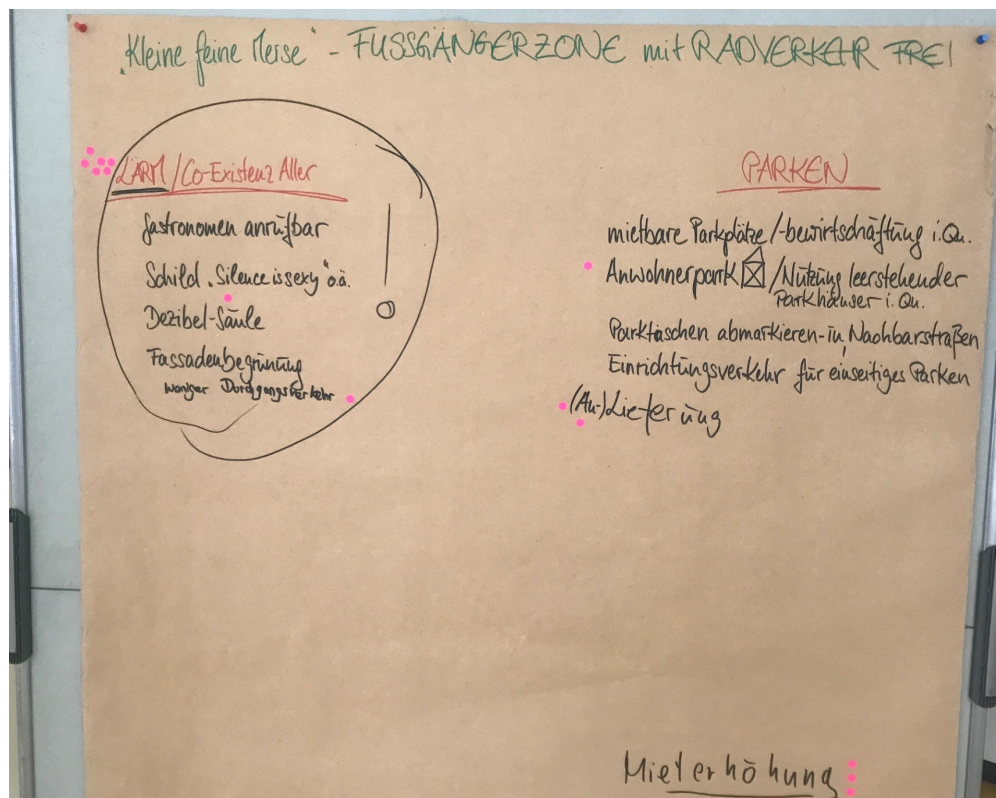 "Kleine feine Messe" - FUSSGÄNGERZONE mit RADVERKEHR FREI
LÄRM / Co-Existenz Aller
Gastronomen anrufbar
Schild "Silence is sexy" o.ä.
Dezibel-Säule
Fassadenbegrünung
weniger Durchgangsverkehr
PARKEN
mietbare Parkplätze /-bewirtschaftung i.Qu.
Anwohnerpark /Nutzung leerstehender
Parkhäuser i.Qu.
Parktaschen abmarkieren - in Nachbarstraßen
Einrichtungsverkehr für einseitiges Parken
(An-)Lieferung
Mieterhöhung